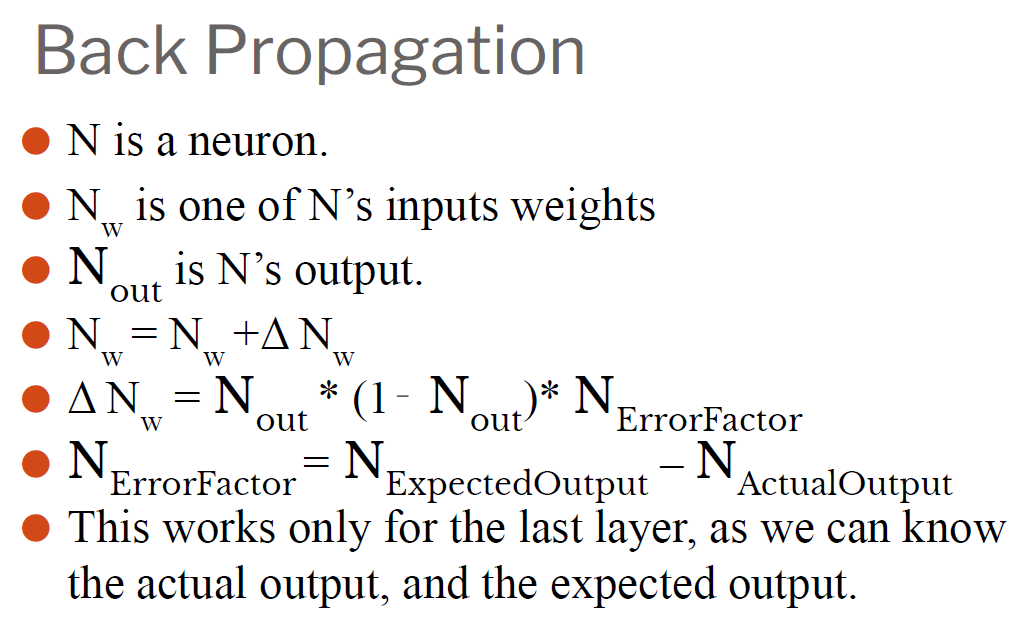 Back Propagation
● N is a neuron.
● Nw is one of N’s inputs weights
● Nout is N’s output.
● Nw = Nw +Δ Nw
● Δ Nw = Nout * (1- Nout)* NErrorFactor
● NErrorFactor = NExpectedOutput – NActualOutput
● This works only for the last layer, as we can know
the actual output, and the expected output.